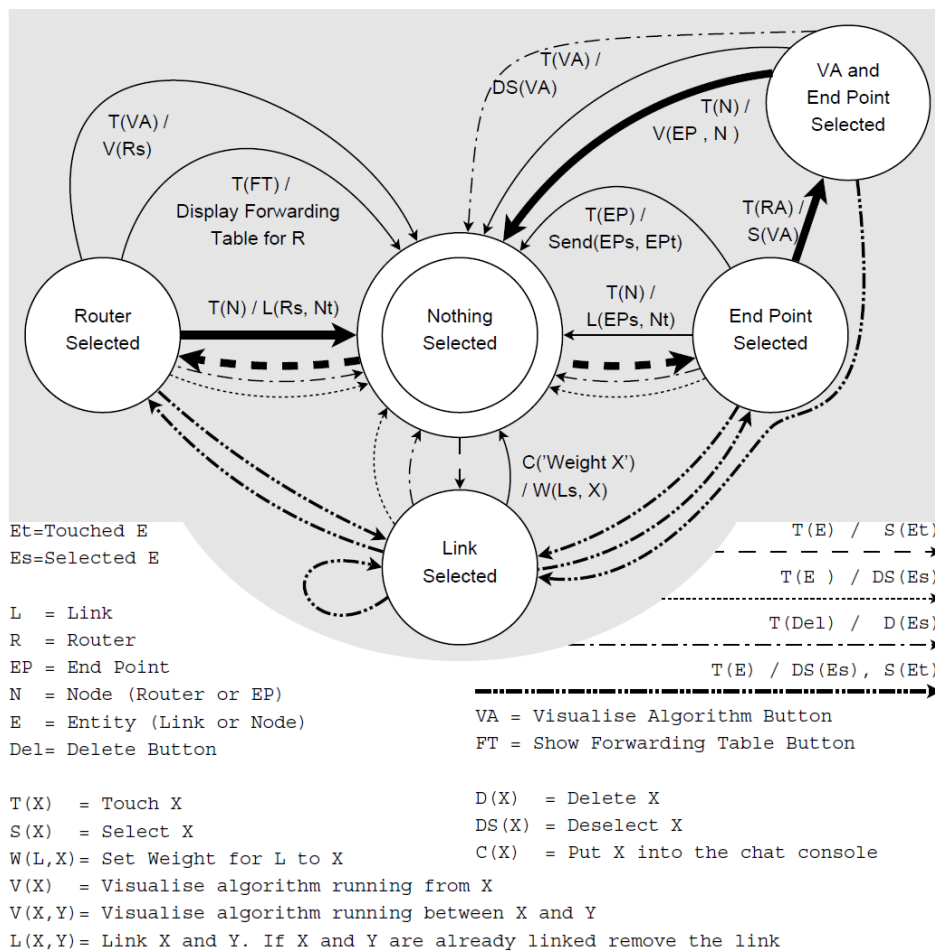 T(VA) /
DS(VA)
VA and
End Point
Selected
T(VA) /
V(Rs)
T(N) /
V(EP , N )
T(FT) /
Display Forwarding
Table for R
T(EP) /
Send(EPs, EPt)
T(RA) /
S(VA)
Router
Selected
T(N) / L(Rs, Nt)
Nothing
Selected
T(N) /
L(EPs, Nt)
End Point
Selected
C('Weight X')
/ W(Ls, X)
Link
Selected
Et=Touched E
Es=Selected E
L = Link
R = Router
EP = End Point
N = Node (Router or EP)
E = Entity (Link or Node)
Del= Delete Button
T(E) / S(Et)
T(E ) / DS(Es)
T(Del) / D(Es)
T(E) / DS(Es), S(Et)
VA = Visualise Algorithm Button
FT = Show Forwarding Table Button
T(X) = Touch X
S(X) = Select X
W(L,X)= Set Weight for L to X
V(X) = Visualise algorithm running from X
V(X,Y)= Visualise algorithm running between X and Y
L(X,Y)= Link X and Y. If X and Y are already linked remove the link
D(X) = Delete X
DS(X) = Deselect X
C(X) = Put X into the chat console